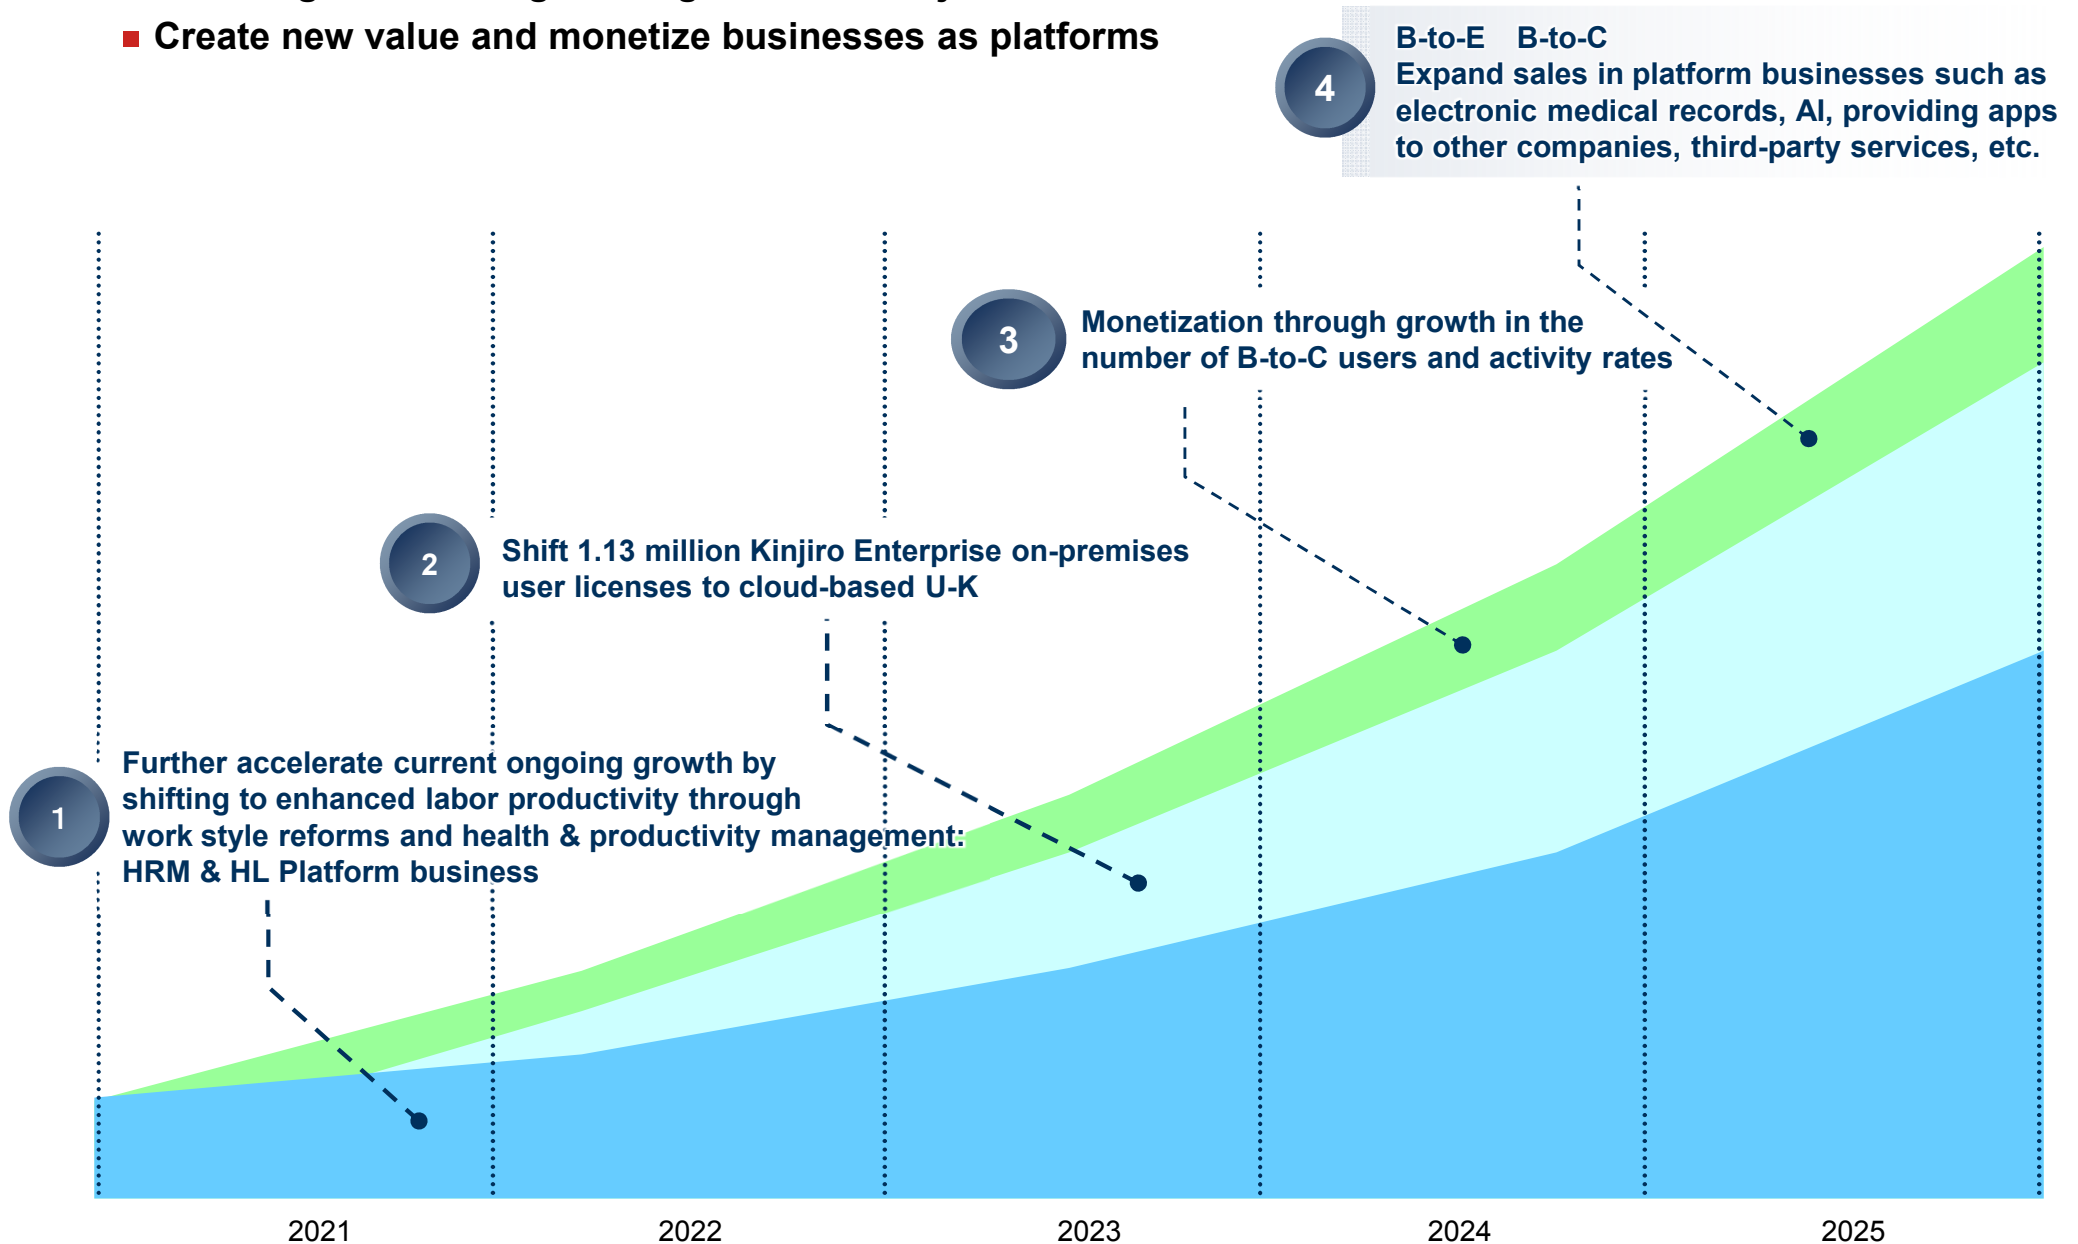 Create new value and monetize businesses as platforms
4
B-to-E B-to-C
Expand sales in platform businesses such as
electronic medical records, AI, providing apps
to other companies, third-party services, etc.
3
Monetization through growth in the
number of B-to-C users and activity rates
2
Shift 1.13 million Kinjiro Enterprise on-premises
user licenses to cloud-based U-K
1
Further accelerate current ongoing growth by
shifting to enhanced labor productivity through
work style reforms and health & productivity management:
HRM & HL Platform business
2021 2022 2023 2024 2025